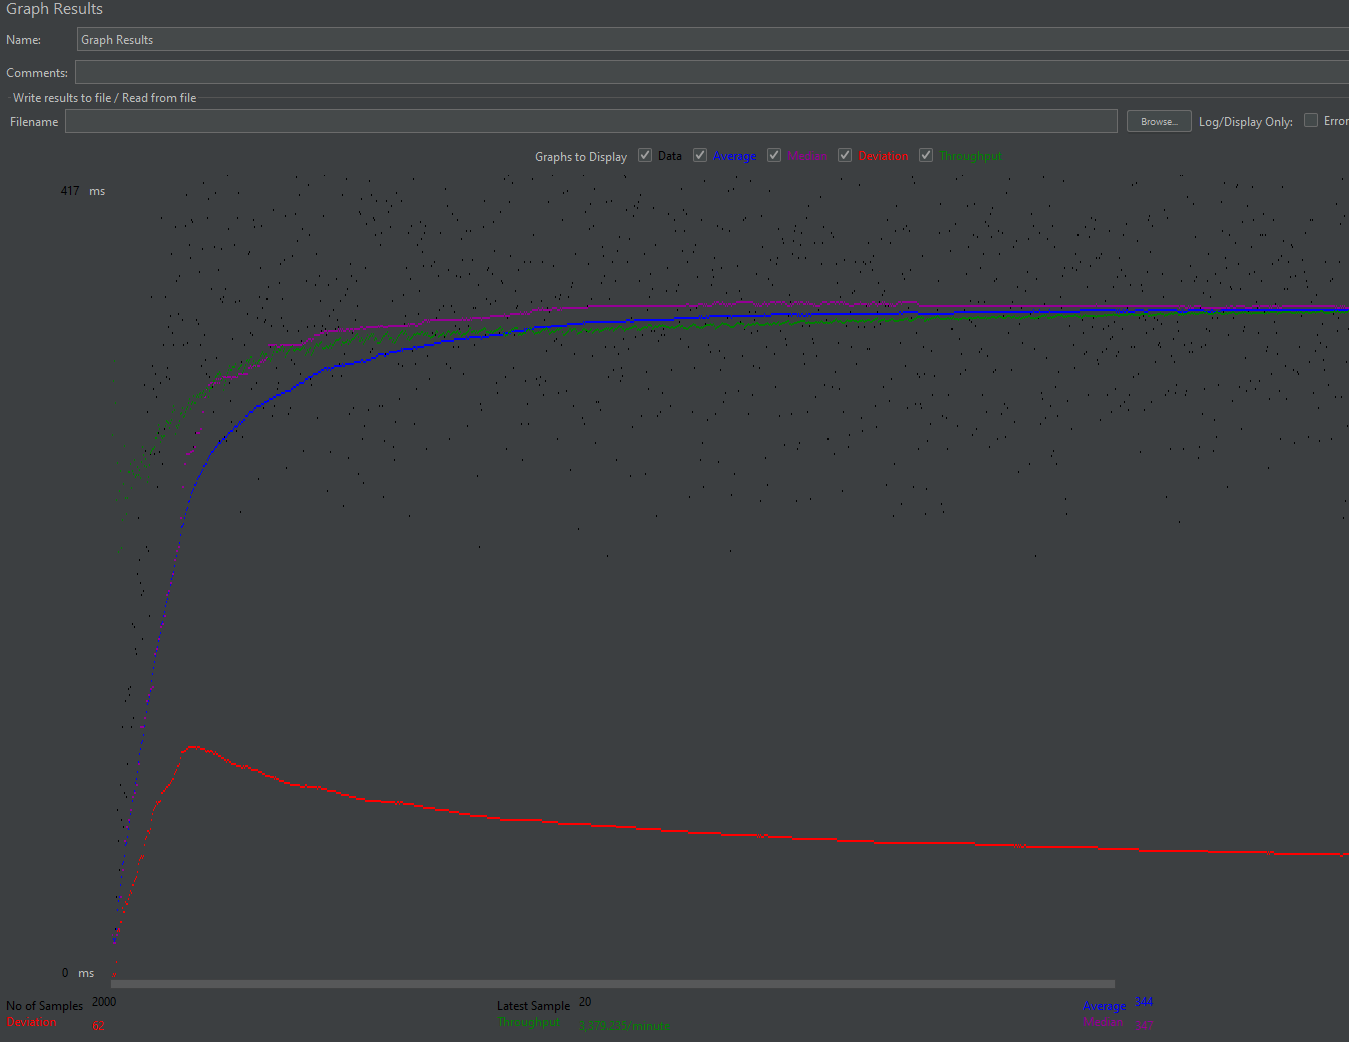 Graph Results
Name: Graph Results
Comments:
Write results to file / Read from file
Filename Browse... Log/Display Only: Error
Graphs to Display Data Average Median Deviation Throughput
417 ms
0 ms
No of Samples 2000 Latest Sample 20 Average 344
Deviation 62 Throughput 3,379.235/minute Median